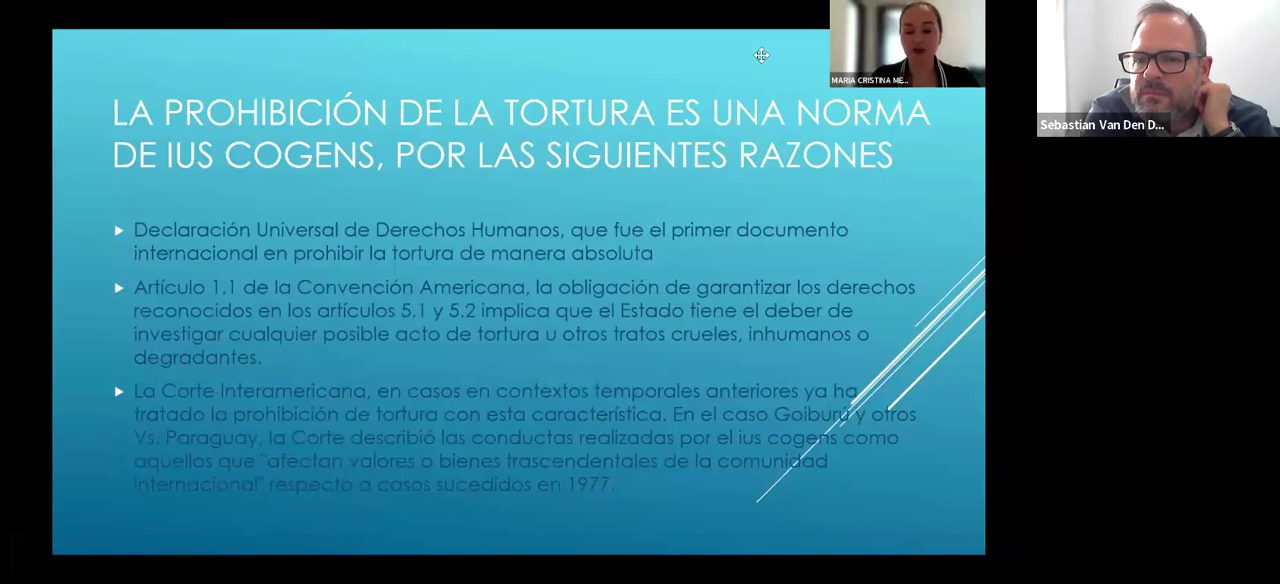 MARIA CRISTINA ME...
Sebastian Van Den D...
LA PROHIBICIÓN DE LA TORTURA ES UNA NORMA
DE IUS COGENS, POR LAS SIGUIENTES RAZONES
Declaración Universal de Derechos Humanos, que fue el primer documento
internacional en prohibir la tortura de manera absoluta
Artículo 1.1 de la Convención Americana, la obligación de garantizar los derechos
reconocidos en los artículos 5.1 y 5.2 implica que el Estado tiene el deber de
investigar cualquier posible acto de tortura u otros tratos crueles, inhumanos o
degradantes.
La Corte Interamericana, en casos en contextos temporales anteriores ya ha
tratado la prohibición de tortura con esta característica. En el caso Goiburú y otros
Vs. Paraguay, la Corte describió las conductas realizadas por el ius cogens como
aquellos que "afectan valores o bienes trascendentales de la comunidad
internacional" respecto a casos sucedidos en 1977.